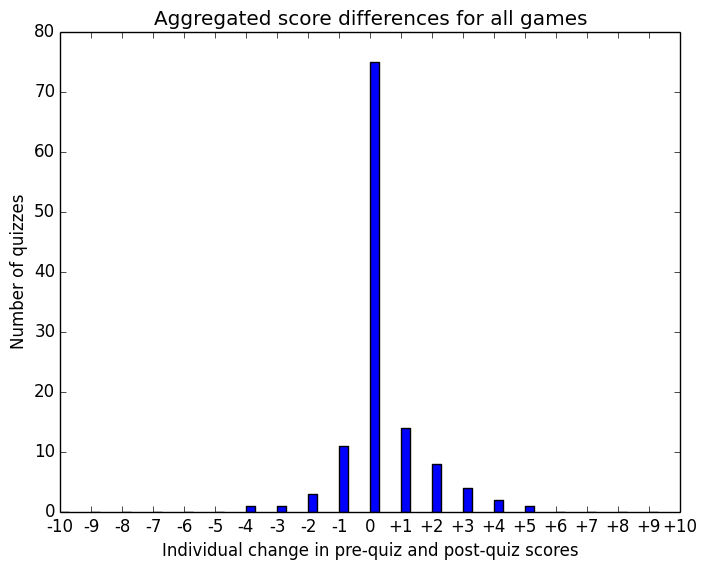 Aggregated score differences for all games
80
70
60
50
40
30
20
10
0
Number of quizzes
-10 -9 -8 -7 -6 -5 -4 -3 -2 -1 0 +1 +2 +3 +4 +5 +6 +7 +8 +9 +10
Individual change in pre-quiz and post-quiz scores